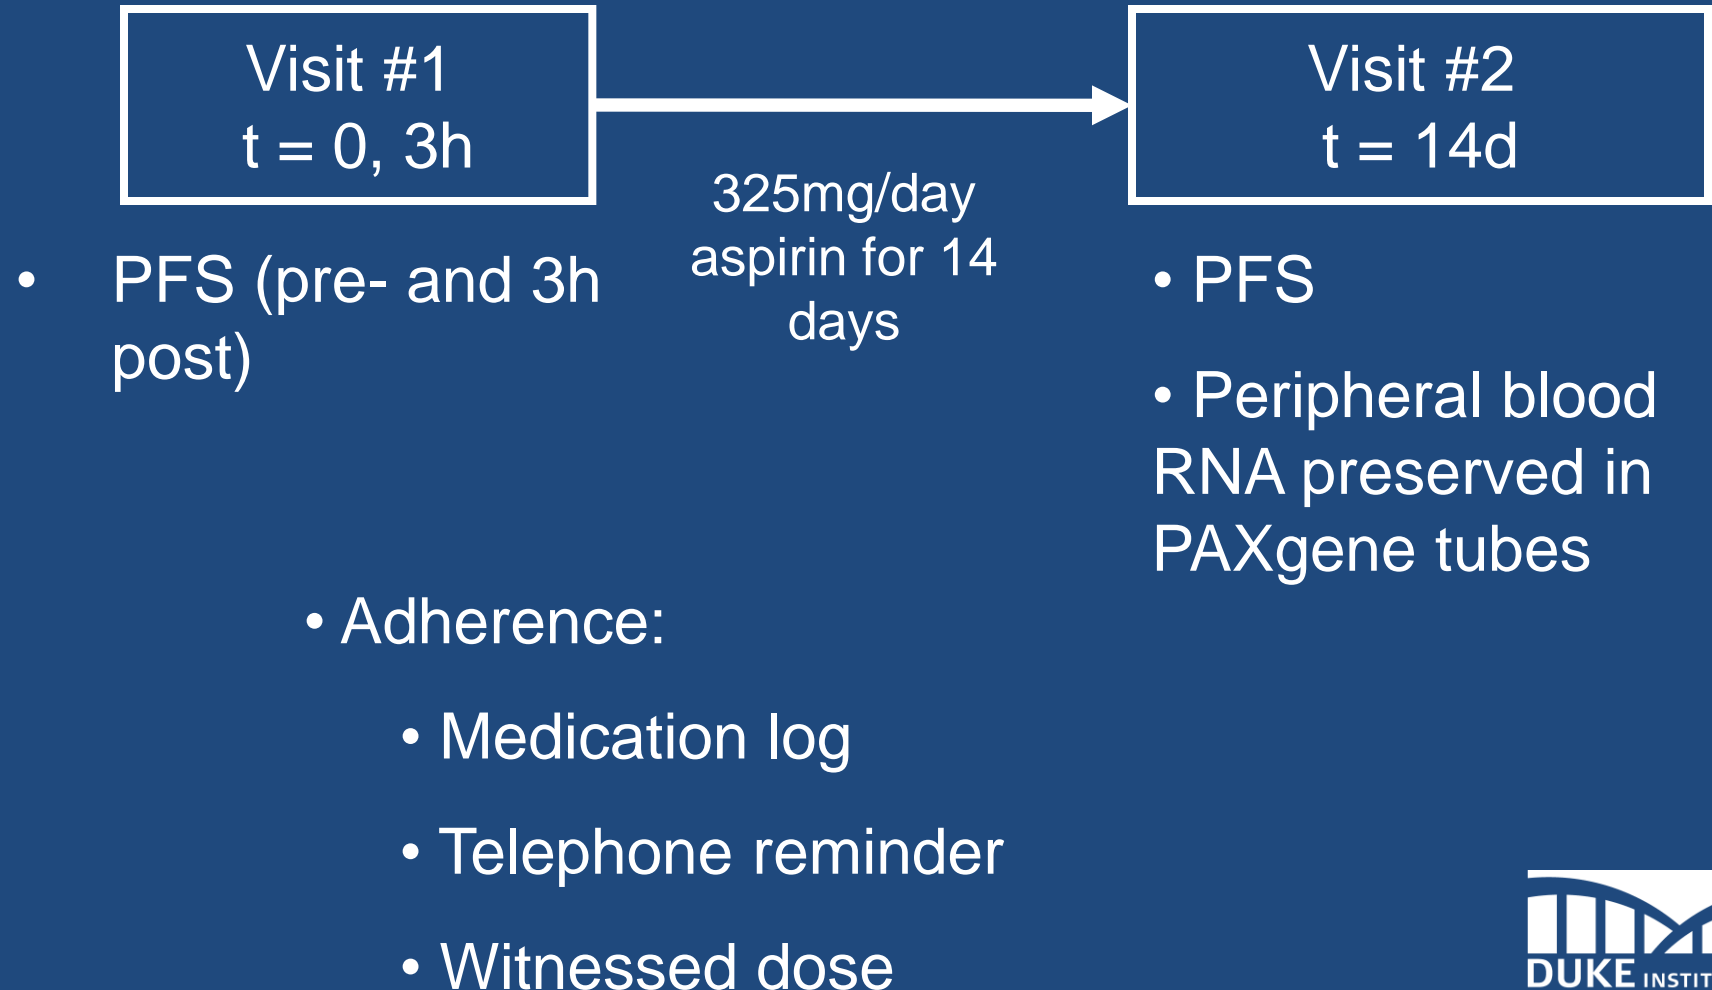 Visit #1
t = 0, 3h
Visit #2
t = 14d
325mg/day
aspirin for 14
days
• PFS (pre- and 3h
post)
• PFS
• Peripheral blood
RNA preserved in
PAXgene tubes
• Adherence:
• Medication log
• Telephone reminder
• Witnessed dose
DUKE INSTIT